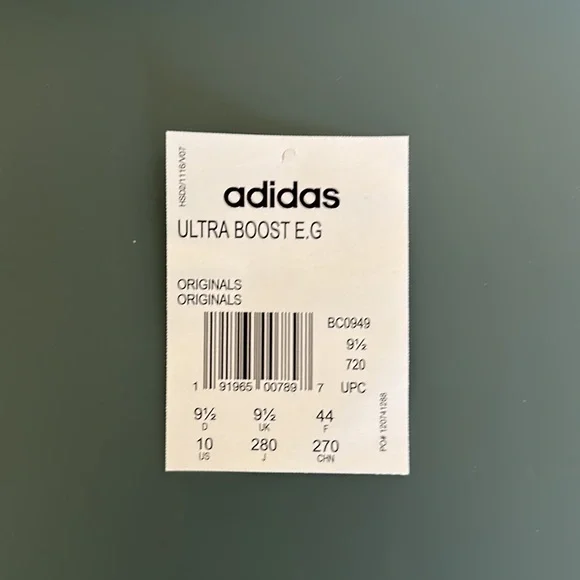 HSD2/1116/V07
adidas
ULTRA BOOST E.G
ORIGINALS
ORIGINALS
BC0949
9½
720
1 91965 00789 7 UPC
9½ 9½ 44
D UK F
10 280 270
US J CHN
PO# 120741268